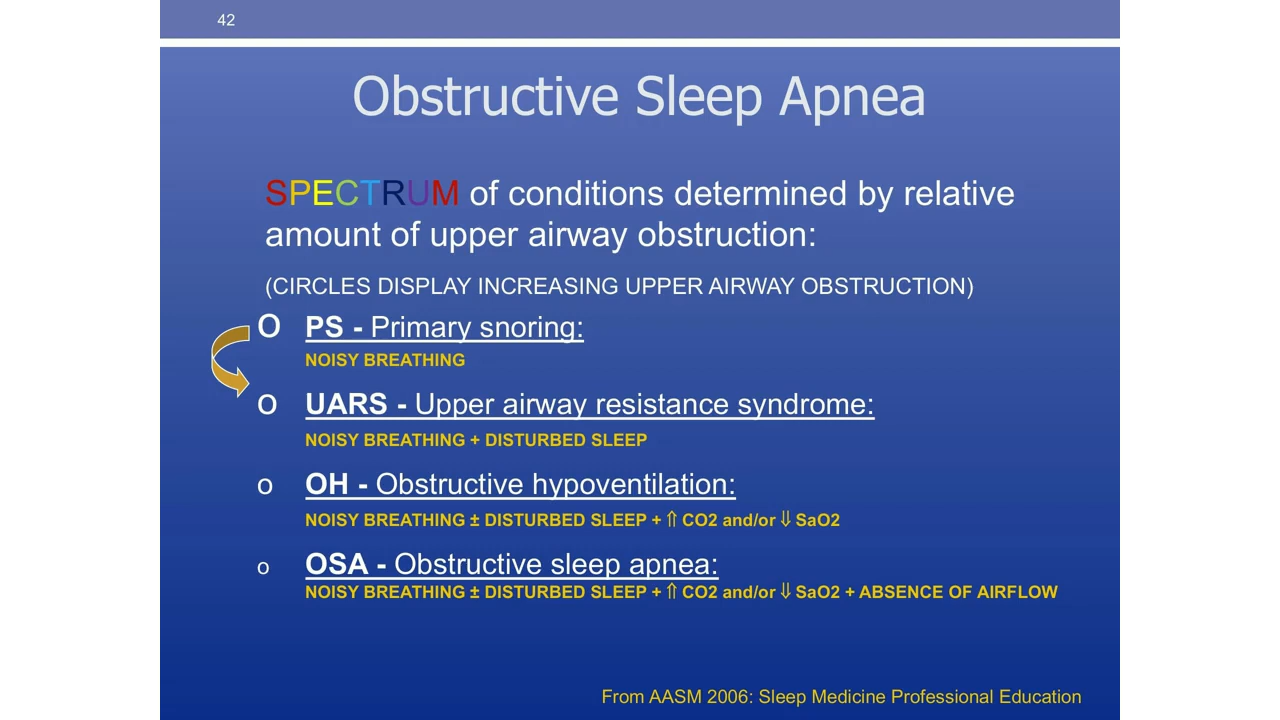 42
Obstructive Sleep Apnea
SPECTRUM of conditions determined by relative
amount of upper airway obstruction:
(CIRCLES DISPLAY INCREASING UPPER AIRWAY OBSTRUCTION)
O PS - Primary snoring:
NOISY BREATHING
O UARS - Upper airway resistance syndrome:
NOISY BREATHING + DISTURBED SLEEP
o OH - Obstructive hypoventilation:
NOISY BREATHING ± DISTURBED SLEEP + ⇑ CO2 and/or ⇓ SaO2
o OSA - Obstructive sleep apnea:
NOISY BREATHING ± DISTURBED SLEEP + ⇑ CO2 and/or ⇓ SaO2 + ABSENCE OF AIRFLOW
From AASM 2006: Sleep Medicine Professional Education